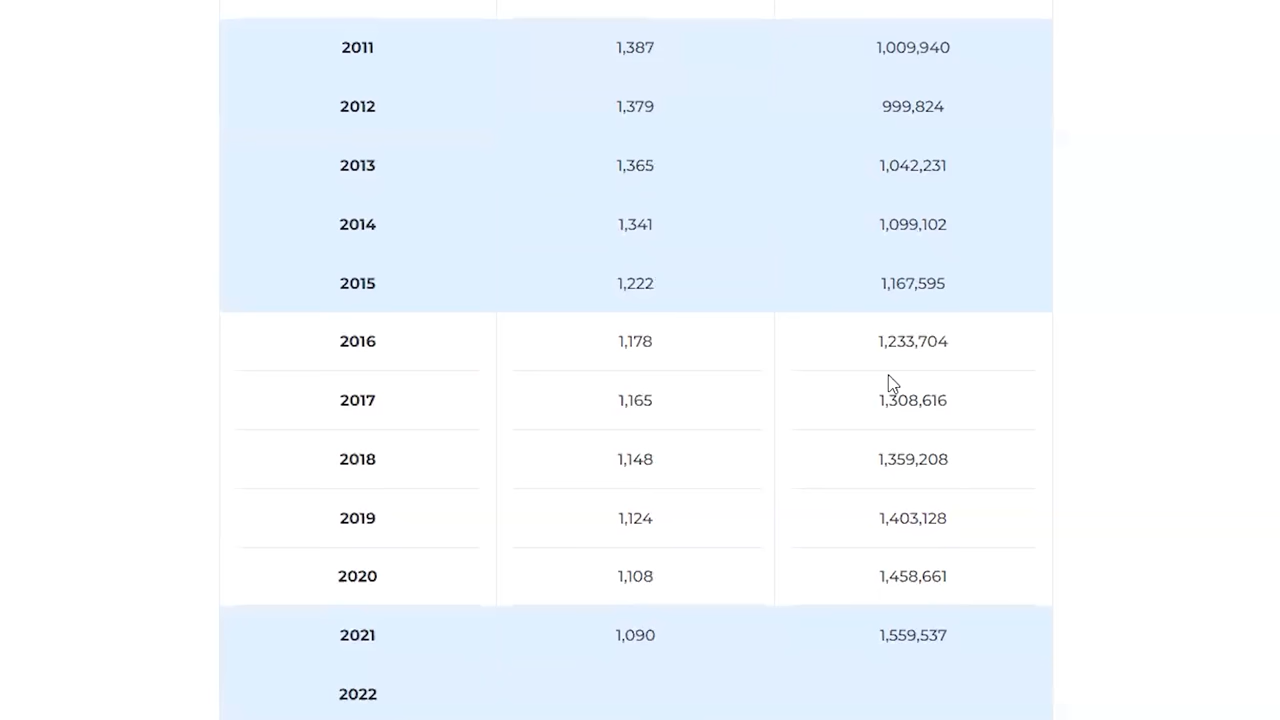 2011 1,387 1,009,940
2012 1,379 999,824
2013 1,365 1,042,231
2014 1,341 1,099,102
2015 1,222 1,167,595
2016 1,178 1,233,704
2017 1,165 1,308,616
2018 1,148 1,359,208
2019 1,124 1,403,128
2020 1,108 1,458,661
2021 1,090 1,559,537
2022